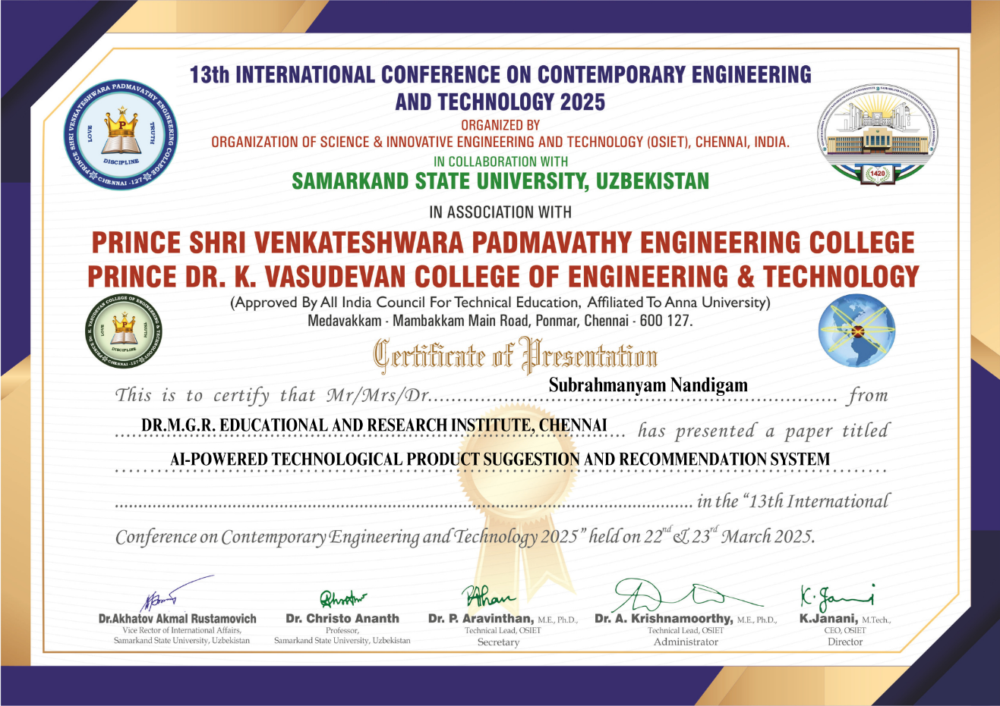 13th INTERNATIONAL CONFERENCE ON CONTEMPORARY ENGINEERING
AND TECHNOLOGY 2025
ORGANIZED BY
ORGANIZATION OF SCIENCE & INNOVATIVE ENGINEERING AND TECHNOLOGY (OSIET), CHENNAI, INDIA.
IN COLLABORATION WITH
SAMARKAND STATE UNIVERSITY, UZBEKISTAN
PRINCE SHRI VENKATESHWARA PADMAVATHY ENGINEERING COLLEGE
CHENNAI -127
P
LOVE
TRUTH
DISCIPLINE
1420
IN ASSOCIATION WITH
PRINCE SHRI VENKATESHWARA PADMAVATHY ENGINEERING COLLEGE
PRINCE DR. K. VASUDEVAN COLLEGE OF ENGINEERING & TECHNOLOGY
(Approved By All India Council For Technical Education, Affiliated To Anna University)
Medavakkam - Mambakkam Main Road, Ponmar, Chennai - 600 127.
PRINCE Dr. K. VASUDEVAN COLLEGE OF ENGINEERING & TECHNOLOGY
CHENNAI -127
P
LOVE
TRUTH
DISCIPLINE
Certificate of Presentation
This is to certify that Mr/Mrs/Dr.....Subrahmanyam Nandigam..... from
DR.M.G.R. EDUCATIONAL AND RESEARCH INSTITUTE, CHENNAI ... has presented a paper titled
AI-POWERED TECHNOLOGICAL PRODUCT SUGGESTION AND RECOMMENDATION SYSTEM
..... in the “13th International
Conference on Contemporary Engineering and Technology 2025” held on 22nd & 23rd March 2025.
K. Janani
Dr.Akhatov Akmal Rustamovich
Vice Rector of International Affairs,
Samarkand State University, Uzbekistan
Dr. Christo Ananth
Professor,
Samarkand State University, Uzbekistan
Dr. P. Aravinthan, M.E., Ph.D.,
Technical Lead, OSIET
Secretary
Dr. A. Krishnamoorthy, M.E., Ph.D.,
Technical Lead, OSIET
Administrator
K.Janani, M.Tech.,
CEO, OSIET
Director